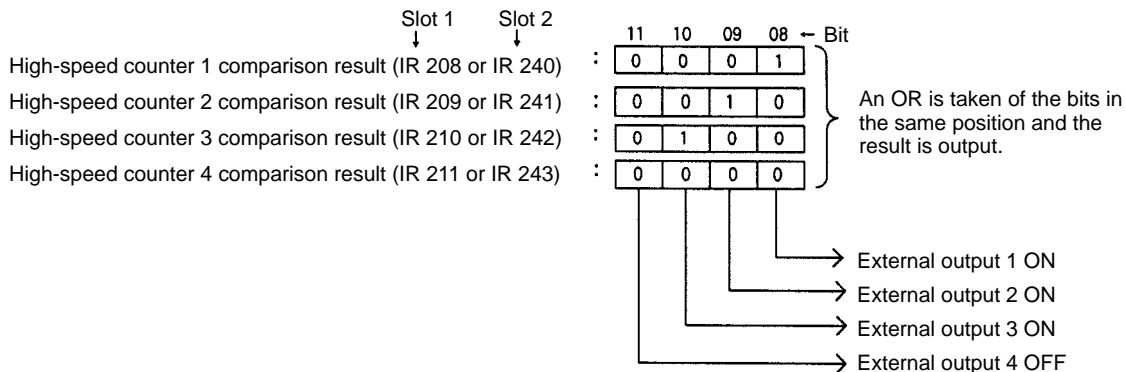 Slot 1 Slot 2
11 10 09 08 ← Bit
High-speed counter 1 comparison result (IR 208 or IR 240) : 0 0 0 1
High-speed counter 2 comparison result (IR 209 or IR 241) : 0 0 1 0
High-speed counter 3 comparison result (IR 210 or IR 242) : 0 1 0 0
High-speed counter 4 comparison result (IR 211 or IR 243) : 0 0 0 0
An OR is taken of the bits in
the same position and the
result is output.
External output 1 ON
External output 2 ON
External output 3 ON
External output 4 OFF